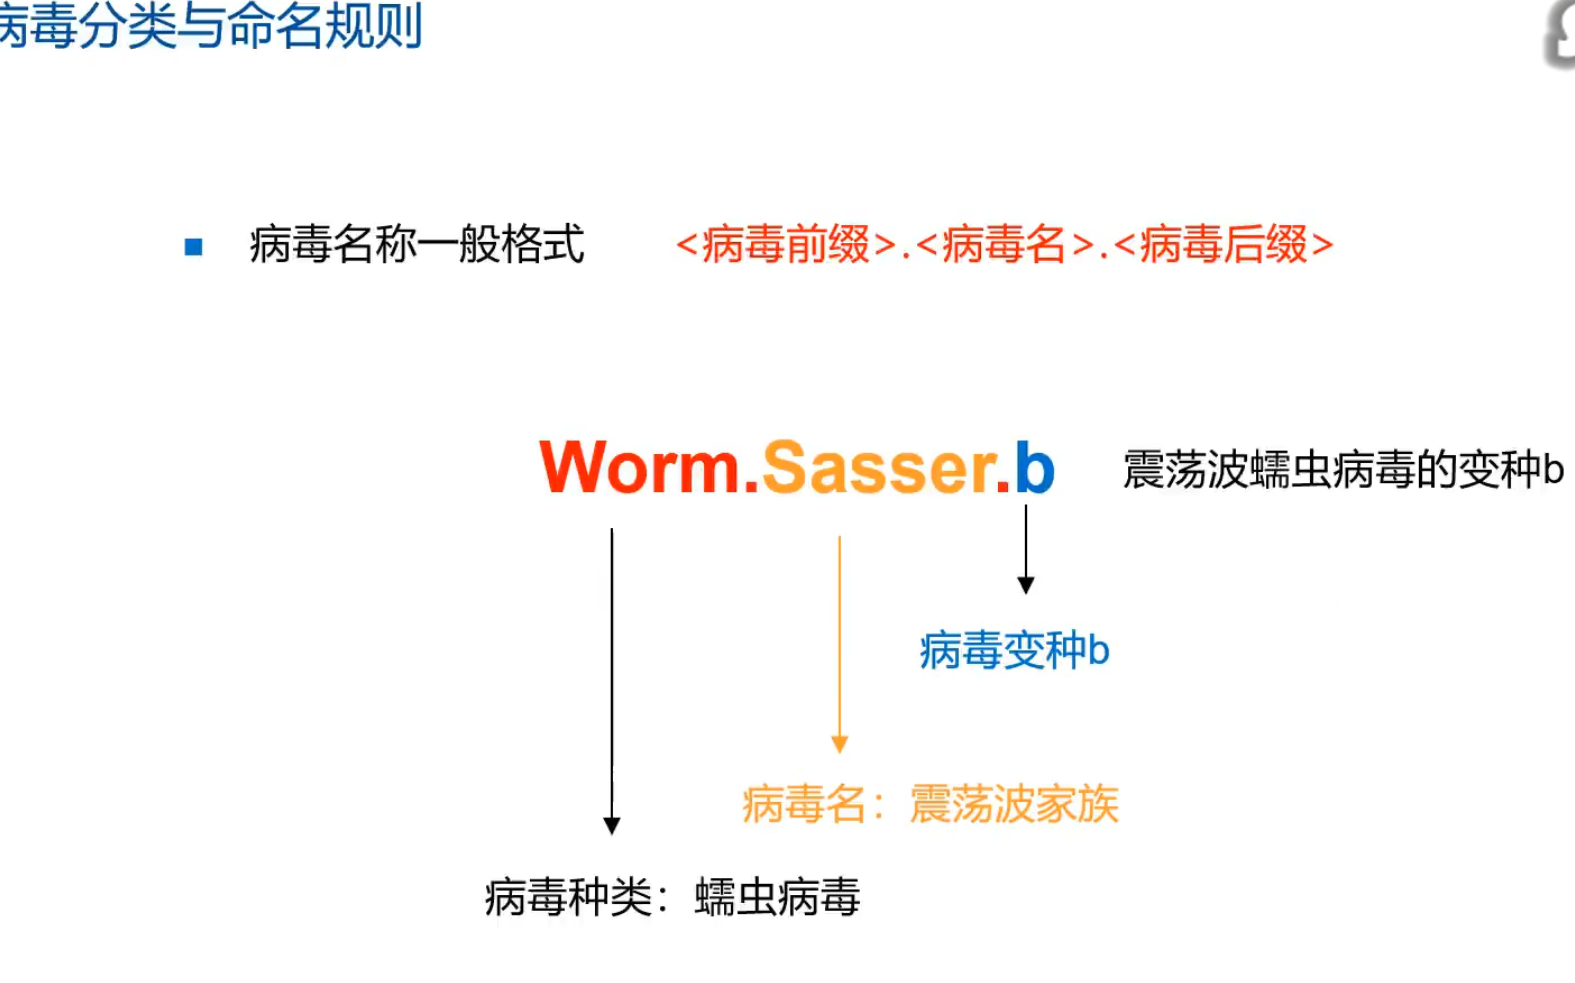 病毒分类与命名规则
病毒名称一般格式 <病毒前缀>.<病毒名>.<病毒后缀>
Worm.Sasser.b 震荡波蠕虫病毒的变种b
病毒变种b
病毒名：震荡波家族
病毒种类：蠕虫病毒